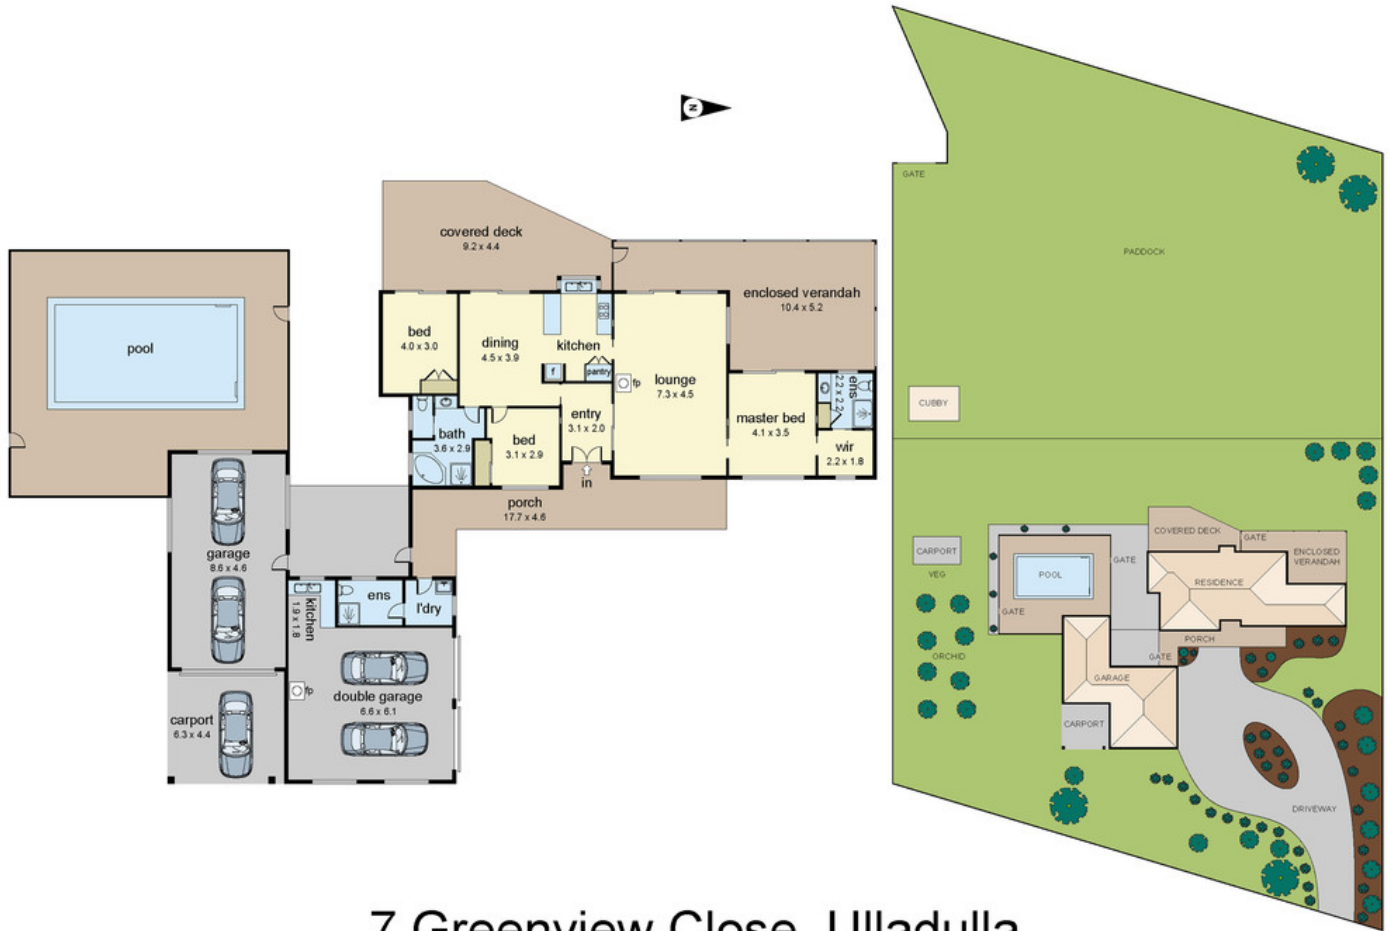 N
covered deck
9.2 x 4.4
enclosed verandah
10.4 x 5.2
pool
bed
4.0 x 3.0
dining
4.5 x 3.9
kitchen
f
pantry
fp
lounge
7.3 x 4.5
master bed
4.1 x 3.5
ens
2.2 x 2.2
wir
2.2 x 1.8
entry
3.1 x 2.0
bath
3.6 x 2.9
bed
3.1 x 2.9
in
porch
17.7 x 4.6
garage
8.6 x 4.6
kitchen
1.9 x 1.8
ens
l'dry
fp
double garage
6.6 x 6.1
carport
6.3 x 4.4
GATE
PADDOCK
CUBBY
CARPORT
VEG
ORCHID
COVERED DECK
GATE
ENCLOSED
VERANDAH
GATE
POOL
RESIDENCE
GATE
PORCH
GATE
GARAGE
CARPORT
DRIVEWAY
7 Greenview Close, Ulladulla